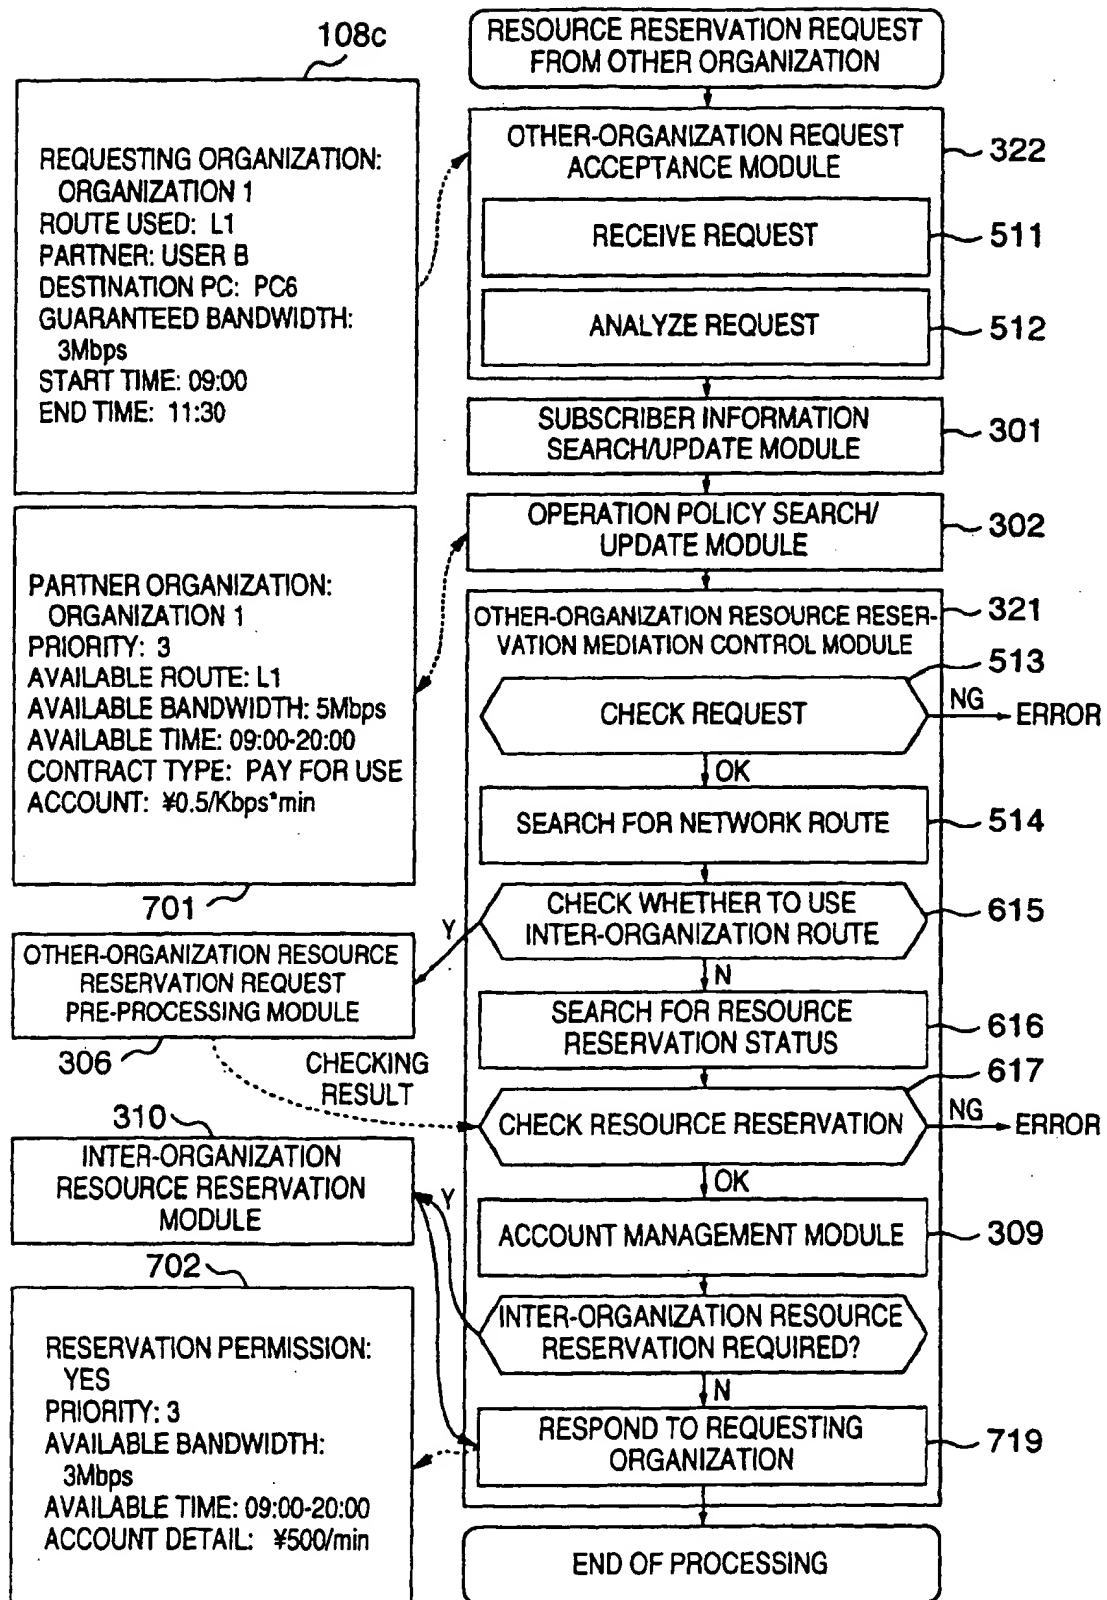 108c
REQUESTING ORGANIZATION:
ORGANIZATION 1
ROUTE USED: L1
PARTNER: USER B
DESTINATION PC: PC6
GUARANTEED BANDWIDTH:
3Mbps
START TIME: 09:00
END TIME: 11:30
PARTNER ORGANIZATION:
ORGANIZATION 1
PRIORITY: 3
AVAILABLE ROUTE: L1
AVAILABLE BANDWIDTH: 5Mbps
AVAILABLE TIME: 09:00-20:00
CONTRACT TYPE: PAY FOR USE
ACCOUNT: ¥0.5/Kbps*min
701
OTHER-ORGANIZATION RESOURCE
RESERVATION REQUEST
PRE-PROCESSING MODULE
306
CHECKING
RESULT
310
INTER-ORGANIZATION
RESOURCE RESERVATION
MODULE
702
RESERVATION PERMISSION:
YES
PRIORITY: 3
AVAILABLE BANDWIDTH:
3Mbps
AVAILABLE TIME: 09:00-20:00
ACCOUNT DETAIL: ¥500/min
RESOURCE RESERVATION REQUEST
FROM OTHER ORGANIZATION
OTHER-ORGANIZATION REQUEST
ACCEPTANCE MODULE
322
RECEIVE REQUEST
511
ANALYZE REQUEST
512
SUBSCRIBER INFORMATION
SEARCH/UPDATE MODULE
301
OPERATION POLICY SEARCH/
UPDATE MODULE
302
OTHER-ORGANIZATION RESOURCE RESER-
VATION MEDIATION CONTROL MODULE
321
513
CHECK REQUEST
NG
ERROR
OK
SEARCH FOR NETWORK ROUTE
514
CHECK WHETHER TO USE
INTER-ORGANIZATION ROUTE
615
Y
N
SEARCH FOR RESOURCE
RESERVATION STATUS
616
617
CHECK RESOURCE RESERVATION
NG
ERROR
OK
ACCOUNT MANAGEMENT MODULE
309
Y
INTER-ORGANIZATION RESOURCE
RESERVATION REQUIRED?
N
RESPOND TO REQUESTING
ORGANIZATION
719
END OF PROCESSING